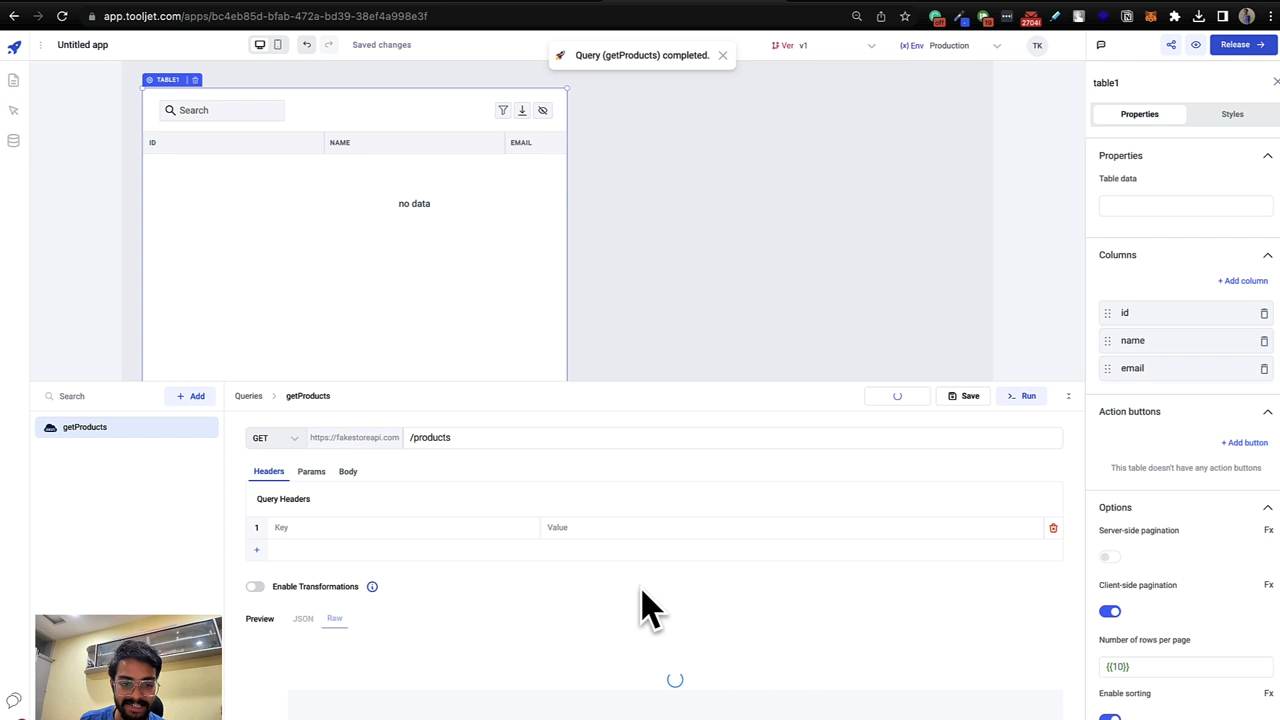 app.tooljet.com/apps/bc4eb85d-bfab-472a-bd39-38ef4a998e3f
off
19
2704
Untitled app
Saved changes
Query (getProducts) completed.
Ver v1
{x} Env Production
TK
Release
TABLE1
Search
ID NAME EMAIL
no data
table1
Properties Styles
Properties
Table data
Columns
+ Add column
id
name
email
Action buttons
+ Add button
This table doesn't have any action buttons
Options
Server-side pagination Fx
Client-side pagination Fx
Number of rows per page
{{10}}
Enable sorting Fx
Search
+ Add
getProducts
Queries > getProducts
Save
Run
GET https://fakestoreapi.com /products
Headers Params Body
Query Headers
1 Key Value
+
Enable Transformations
Preview JSON Raw